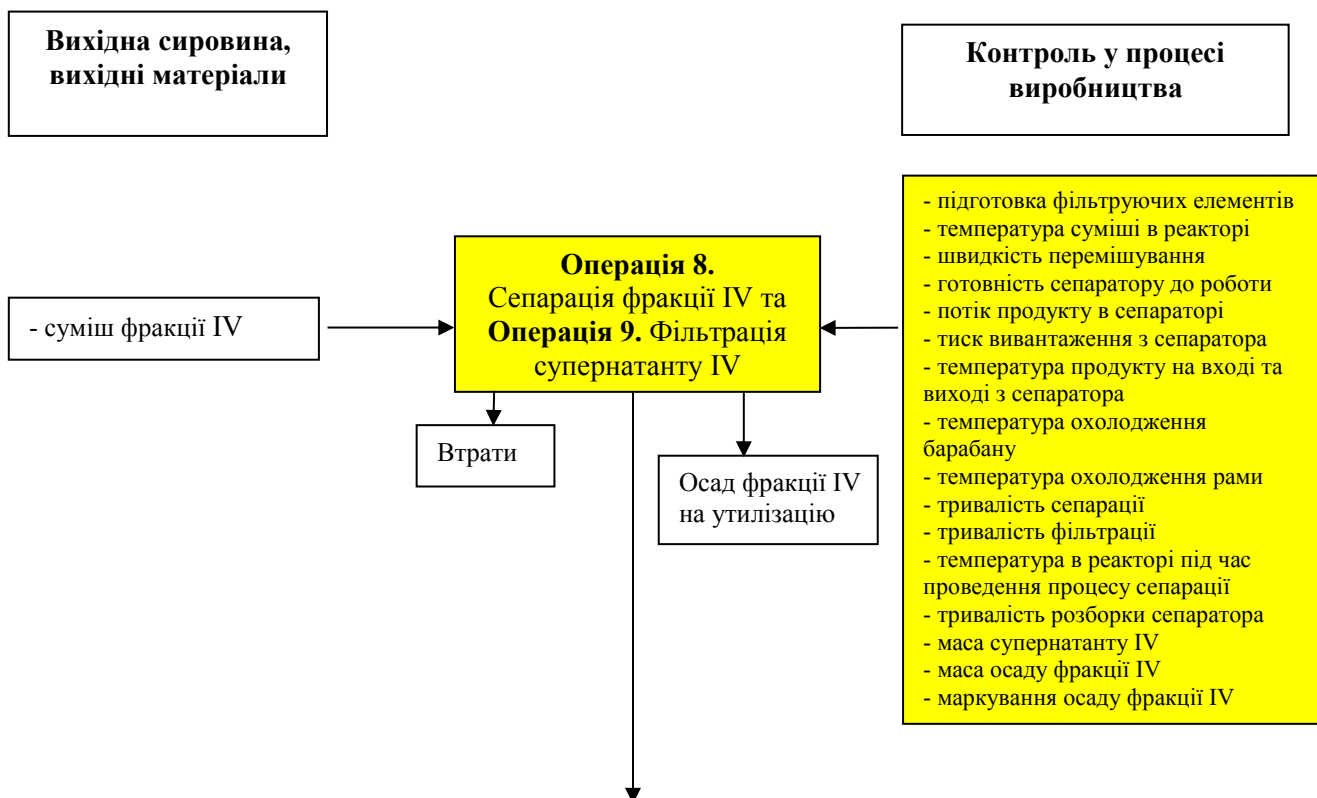 Вихідна сировина,
вихідні матеріали
Контроль у процесі
виробництва
- суміш фракції IV
Операція 8.
Сепарація фракції IV та
Операція 9. Фільтрація
супернатанту IV
Втрати
Осад фракції IV
на утилізацію
- підготовка фільтруючих елементів
- температура суміші в реакторі
- швидкість перемішування
- готовність сепаратору до роботи
- потік продукту в сепараторі
- тиск вивантаження з сепаратора
- температура продукту на вході та
виході з сепаратора
- температура охолодження
барабану
- температура охолодження рами
- тривалість сепарації
- тривалість фільтрації
- температура в реакторі під час
проведення процесу сепарації
- тривалість розборки сепаратора
- маса супернатанту IV
- маса осаду фракції IV
- маркування осаду фракції IV